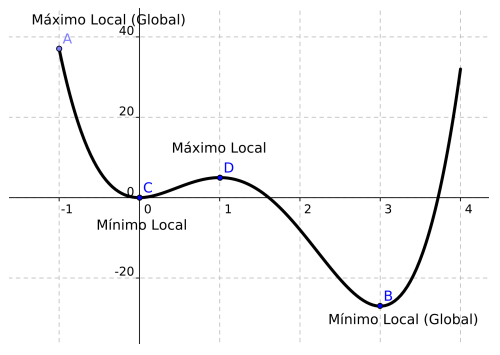 Máximo Local (Global)
40
A
20
Máximo Local
D
C
0
-1
0
1
2
3
4
Mínimo Local
-20
B
Mínimo Local (Global)